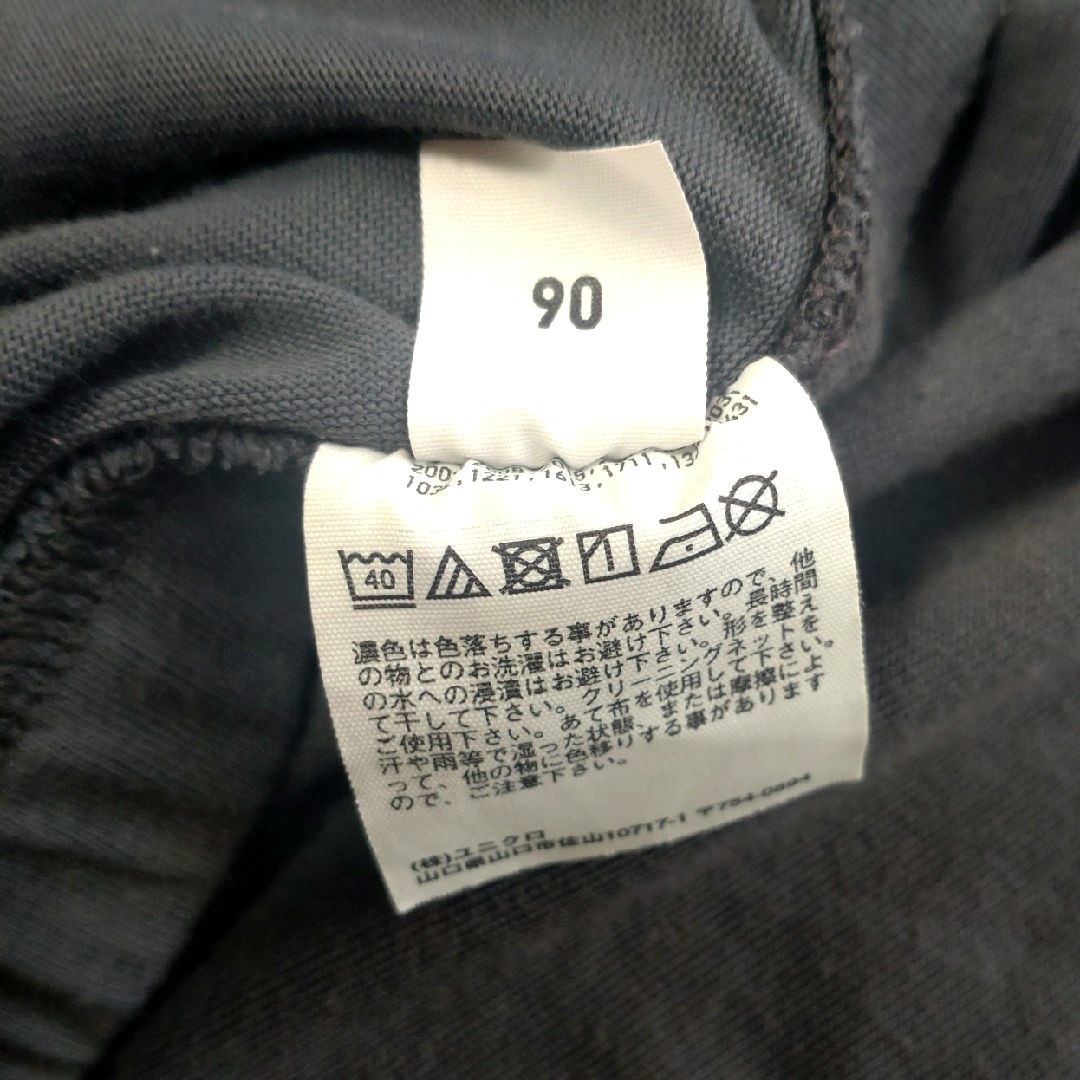 90
1711
40
1
濃色は色落ちする事がありますので、他
の物とのお洗濯はお避け下さい。長時間
の水への浸漬はお避け下さい。形を整え
て干して下さい。クリーニングネットを
ご使用下さい。あて布を使用して下さい。
汗や雨等で湿った状態、または摩擦によ
って、他の物に色移りする事があります
ので、ご注意下さい。
(株)ユニクロ
山口県山口市佐山10717-1 〒754-0894